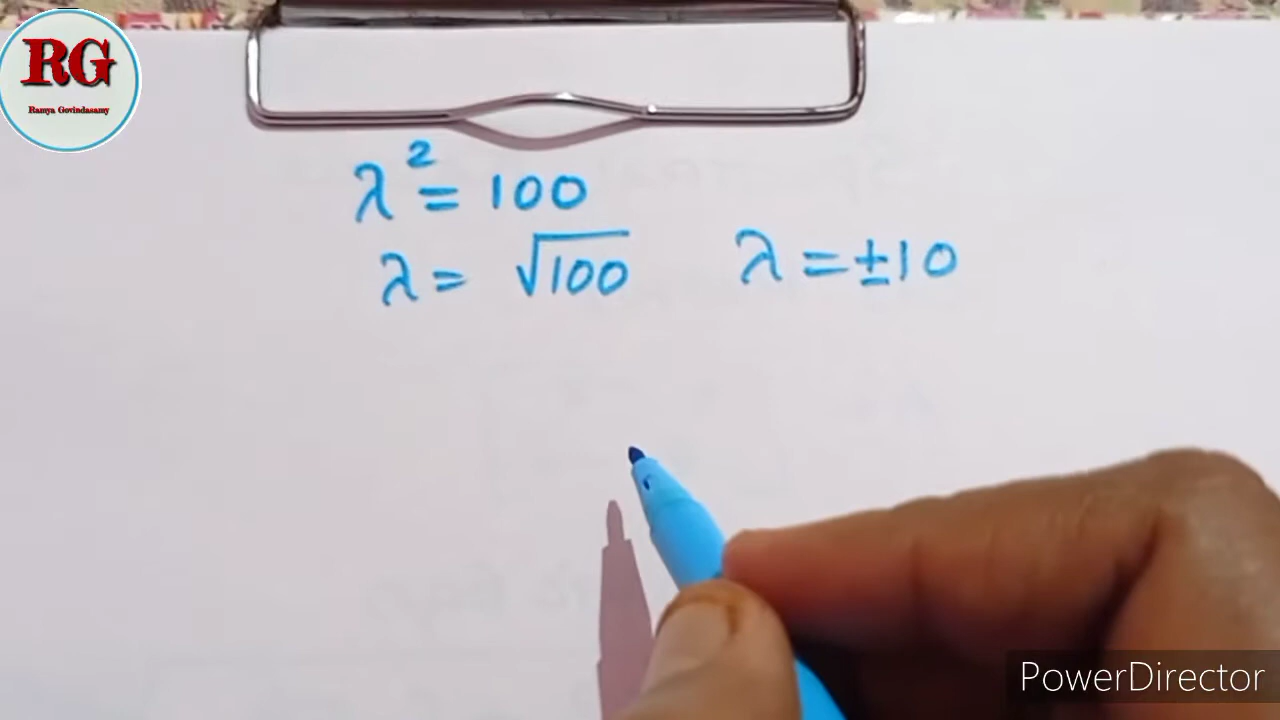 RG
Ramya Govindasamy
λ² = 100
λ = √100 λ = ±10
PowerDirector